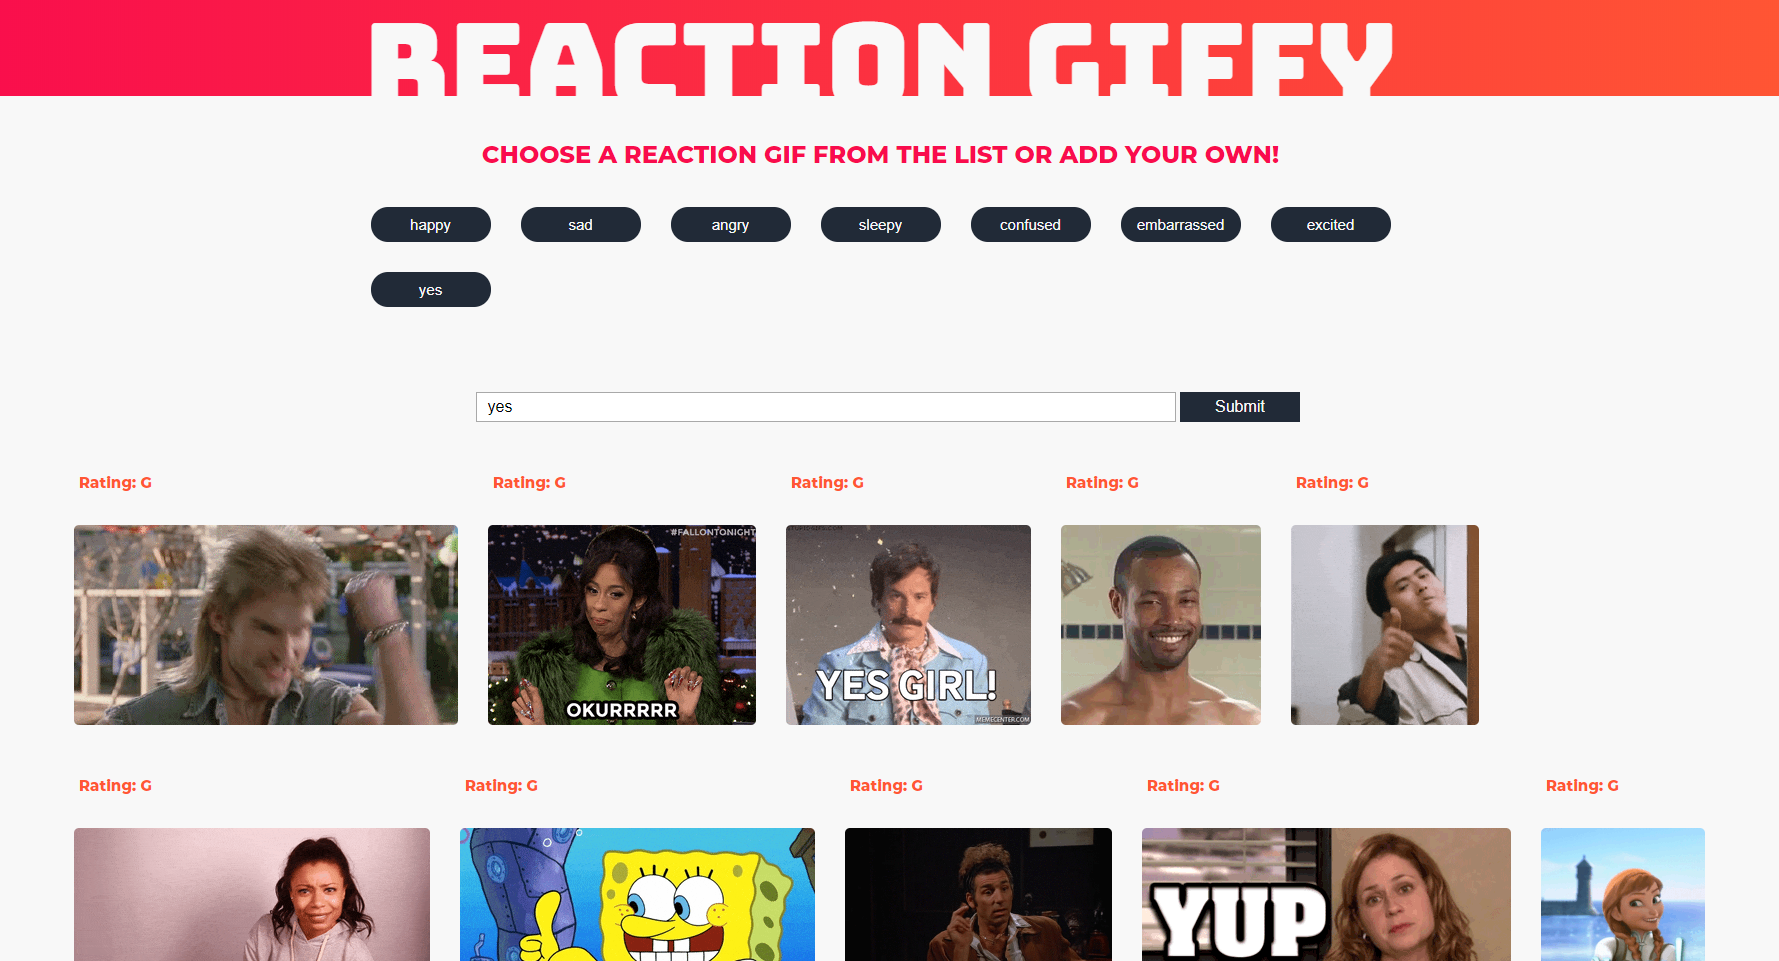 REACTION GIFFY
CHOOSE A REACTION GIF FROM THE LIST OR ADD YOUR OWN!
happy
sad
angry
sleepy
confused
embarrassed
excited
yes
yes
Submit
Rating: G
Rating: G
Rating: G
Rating: G
Rating: G
#FALLONTONIGHT
OKURRRRR
YES GIRL!
MEMECENTER.COM
Rating: G
Rating: G
Rating: G
Rating: G
Rating: G
YUP